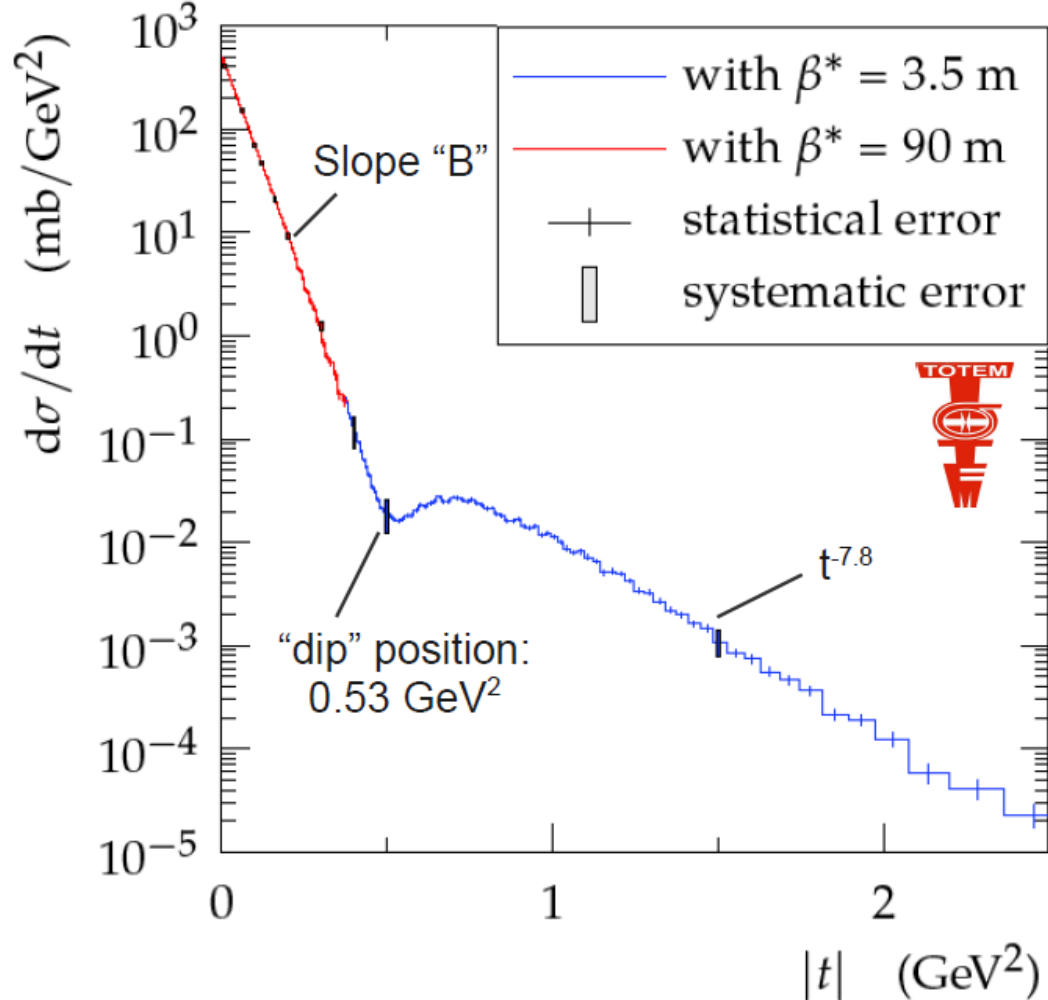 10³
10²
10¹
10⁰
10⁻¹
10⁻²
10⁻³
10⁻⁴
10⁻⁵
dσ/dt (mb/GeV²)
with β* = 3.5 m
with β* = 90 m
statistical error
systematic error
Slope “B”
TOTEM
t⁻⁷·⁸
“dip” position:
0.53 GeV²
0
1
2
|t| (GeV²)